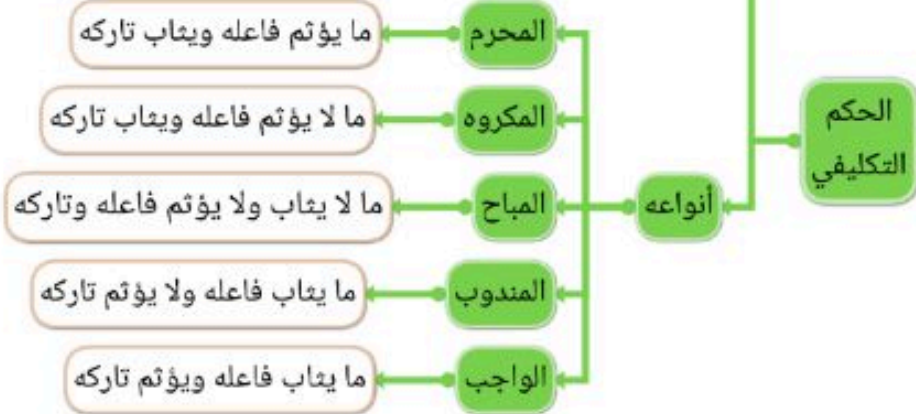 الحكم
التكليفي
أنواعه
المحرم
ما يؤثم فاعله ويثاب تاركه
المكروه
ما لا يؤثم فاعله ويثاب تاركه
المباح
ما لا يثاب ولا يؤثم فاعله وتاركه
المندوب
ما يثاب فاعله ولا يؤثم تاركه
الواجب
ما يثاب فاعله ويؤثم تاركه